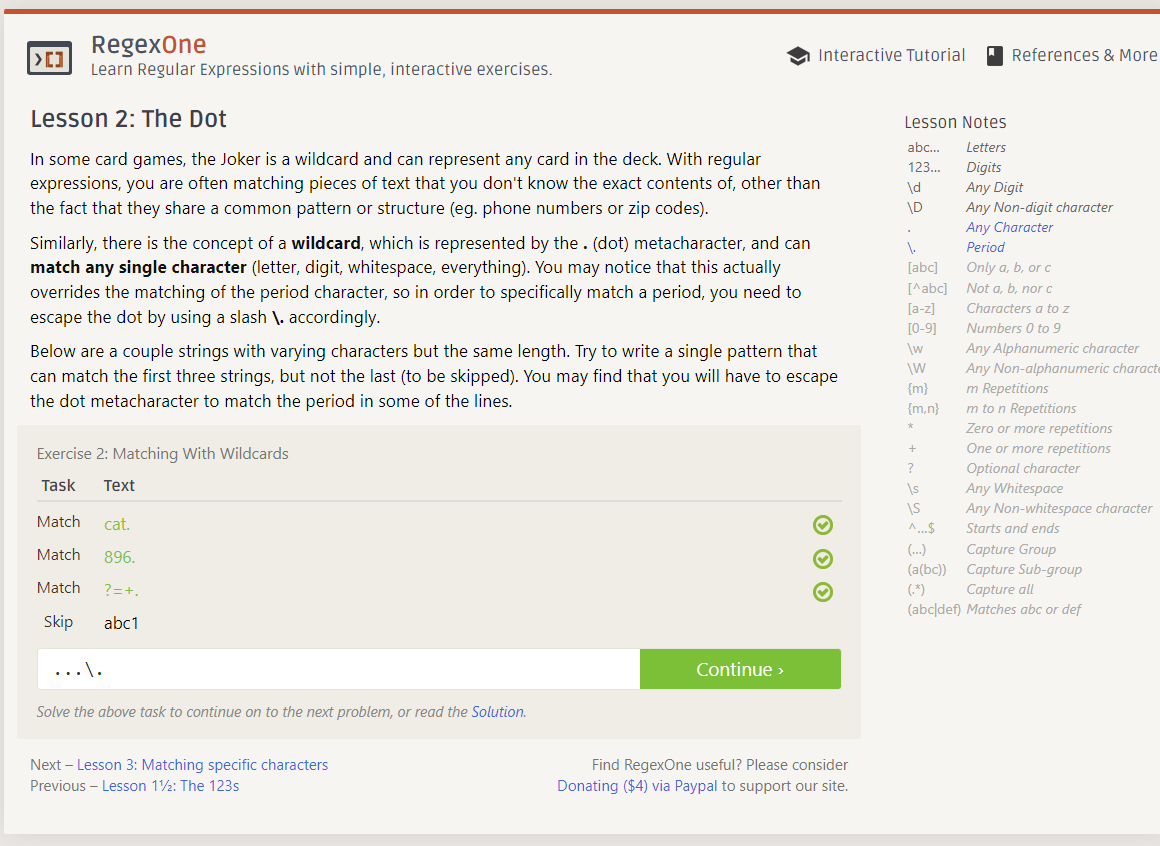 RegexOne
Learn Regular Expressions with simple, interactive exercises.
Interactive Tutorial
References & More
Lesson 2: The Dot
In some card games, the Joker is a wildcard and can represent any card in the deck. With regular
expressions, you are often matching pieces of text that you don't know the exact contents of, other than
the fact that they share a common pattern or structure (eg. phone numbers or zip codes).
Similarly, there is the concept of a wildcard, which is represented by the . (dot) metacharacter, and can
match any single character (letter, digit, whitespace, everything). You may notice that this actually
overrides the matching of the period character, so in order to specifically match a period, you need to
escape the dot by using a slash \. accordingly.
Below are a couple strings with varying characters but the same length. Try to write a single pattern that
can match the first three strings, but not the last (to be skipped). You may find that you will have to escape
the dot metacharacter to match the period in some of the lines.
Exercise 2: Matching With Wildcards
Task Text
Match cat.
Match 896.
Match ?=+.
Skip abc1
...\.
Continue ›
Solve the above task to continue on to the next problem, or read the Solution.
Next – Lesson 3: Matching specific characters
Previous – Lesson 1½: The 123s
Find RegexOne useful? Please consider
Donating ($4) via Paypal to support our site.
Lesson Notes
abc... Letters
123... Digits
\d Any Digit
\D Any Non-digit character
. Any Character
\. Period
[abc] Only a, b, or c
[^abc] Not a, b, nor c
[a-z] Characters a to z
[0-9] Numbers 0 to 9
\w Any Alphanumeric character
\W Any Non-alphanumeric characte
{m} m Repetitions
{m,n} m to n Repetitions
* Zero or more repetitions
+ One or more repetitions
? Optional character
\s Any Whitespace
\S Any Non-whitespace character
^...$ Starts and ends
(...) Capture Group
(a(bc)) Capture Sub-group
(.*) Capture all
(abc|def) Matches abc or def